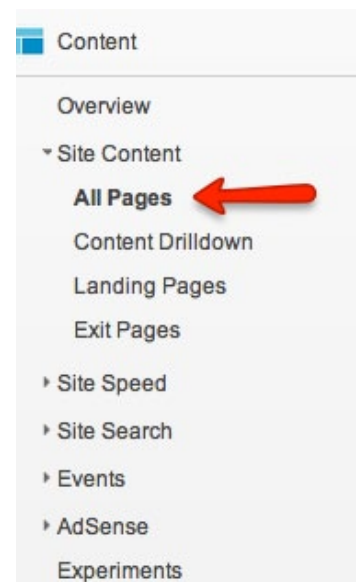 Content
Overview
Site Content
All Pages
Content Drilldown
Landing Pages
Exit Pages
Site Speed
Site Search
Events
AdSense
Experiments